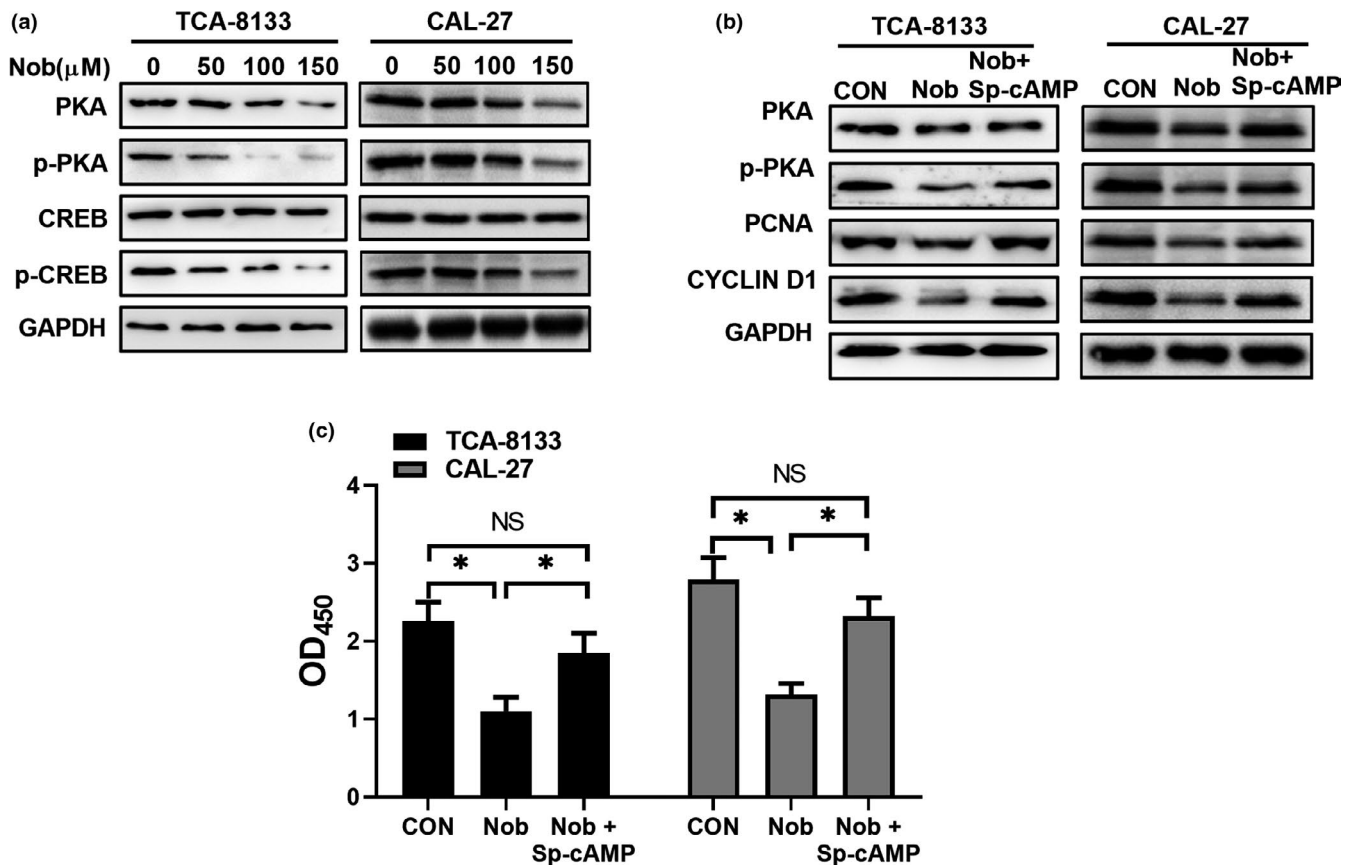 (a)
TCA-8133 CAL-27
Nob(μM) 0 50 100 150 0 50 100 150
PKA
p-PKA
CREB
p-CREB
GAPDH
(b)
TCA-8133 CAL-27
CON Nob Nob+
Sp-cAMP CON Nob Nob+
Sp-cAMP
PKA
p-PKA
PCNA
CYCLIN D1
GAPDH
(c)
TCA-8133
CAL-27
OD450
4
3
2
1
0
NS
* *
NS
* *
CON Nob Nob +
Sp-cAMP
CON Nob Nob +
Sp-cAMP